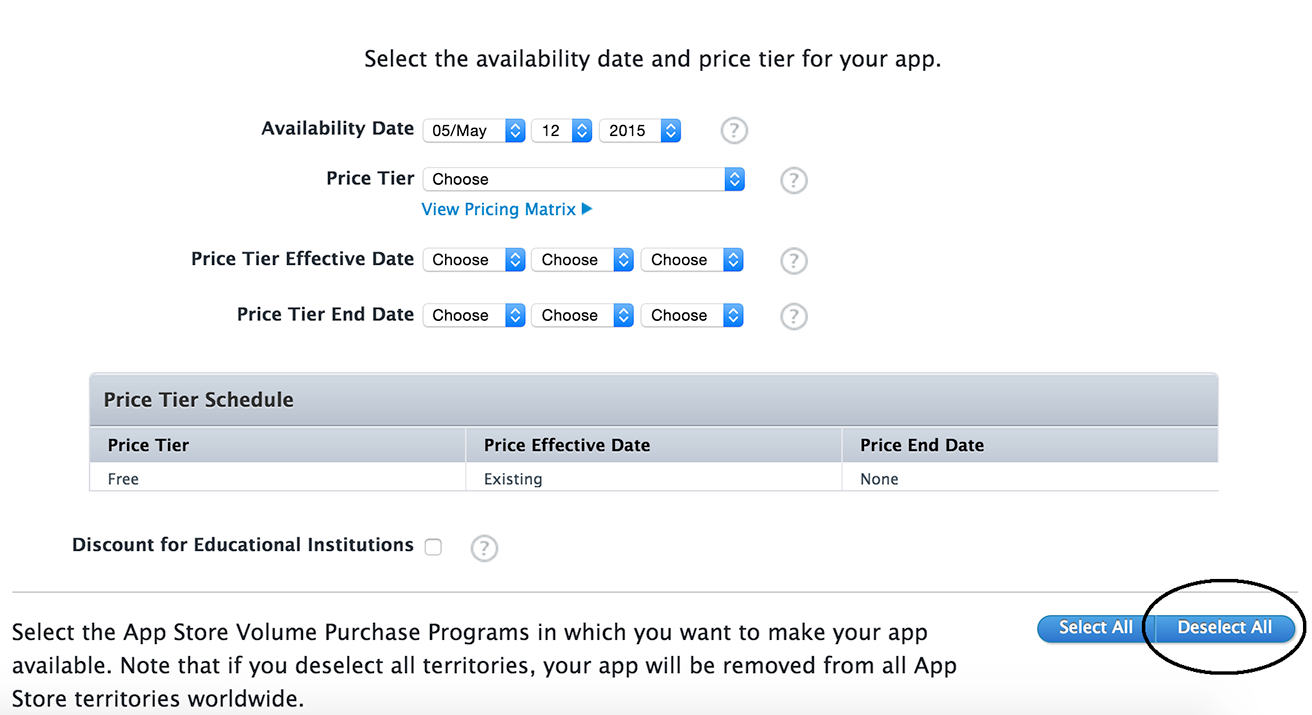 Select the availability date and price tier for your app.
Availability Date 05/May 12 2015 ?
Price Tier Choose ?
View Pricing Matrix ▶
Price Tier Effective Date Choose Choose Choose ?
Price Tier End Date Choose Choose Choose ?
Price Tier Schedule
Price Tier Price Effective Date Price End Date
Free Existing None
Discount for Educational Institutions ?
Select the App Store Volume Purchase Programs in which you want to make your app
available. Note that if you deselect all territories, your app will be removed from all App
Store territories worldwide.
Select All Deselect All